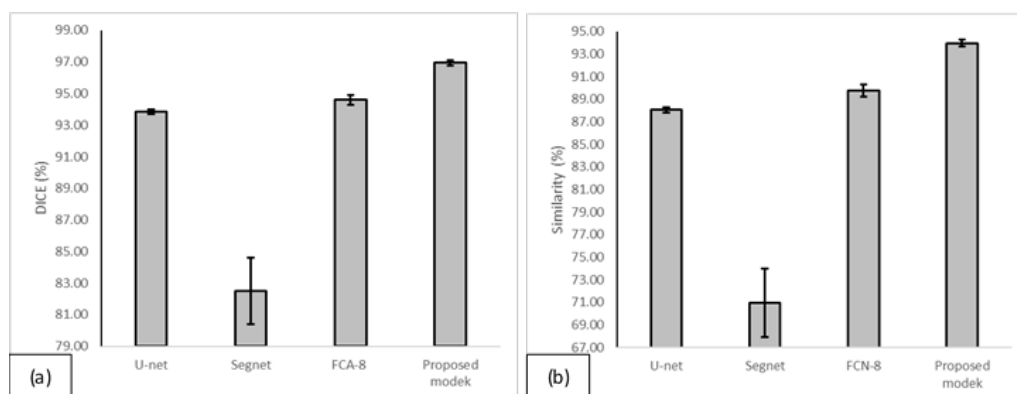 99.00
97.00
95.00
93.00
91.00
89.00
87.00
85.00
83.00
81.00
79.00
DICE (%)
U-net
Segnet
FCA-8
Proposed
modek
(a)
95.00
93.00
91.00
89.00
87.00
85.00
83.00
81.00
79.00
77.00
75.00
73.00
71.00
69.00
67.00
Similarity (%)
U-net
Segnet
FCN-8
Proposed
modek
(b)